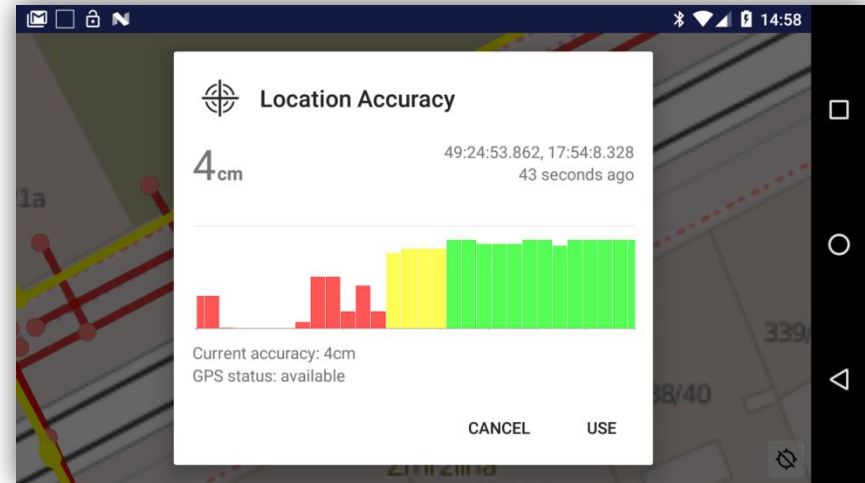 14:58
Location Accuracy
4cm
49:24:53.862, 17:54:8.328
43 seconds ago
Current accuracy: 4cm
GPS status: available
CANCEL USE
1a
339/
38/40
Zmrzlina